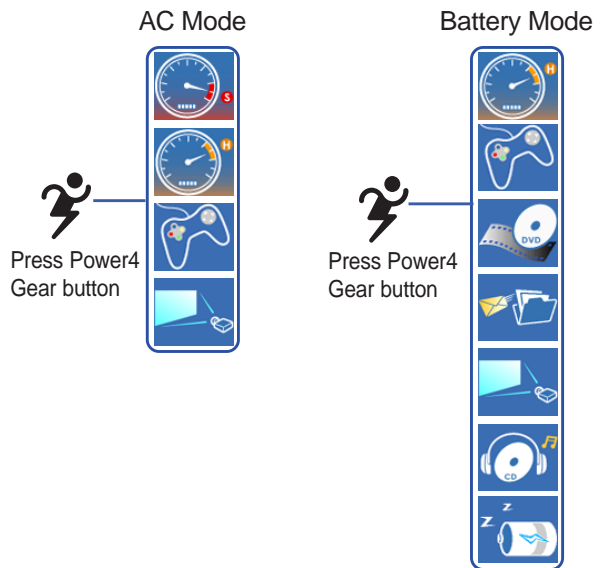 AC Mode
S
H
Press Power4
Gear button
Battery Mode
H
DVD
Press Power4
Gear button
CD
z
z